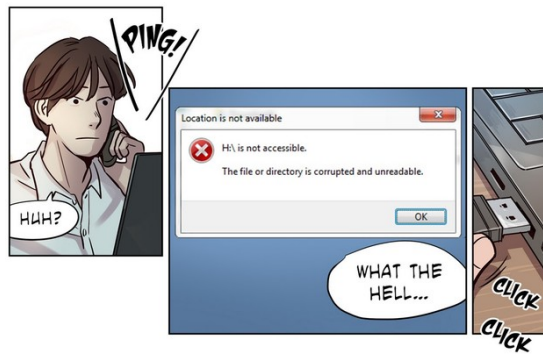 PING!
HUH?
Location is not available
H:\ is not accessible.
The file or directory is corrupted and unreadable.
OK
WHAT THE
HELL...
CLICK
CLICK